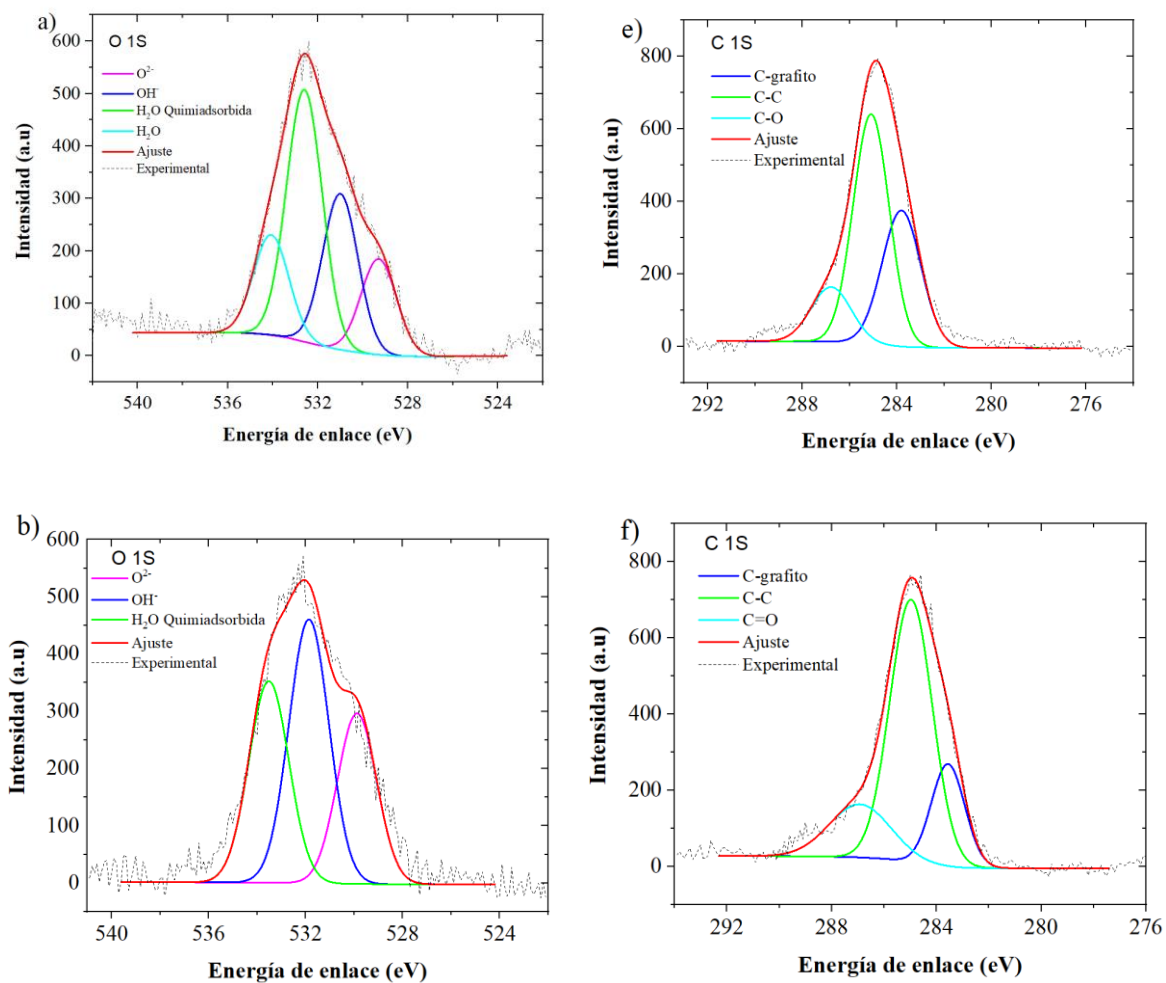 a)
O 1S
O²⁻
OH⁻
H₂O Quimiadsorbida
H₂O
Ajuste
Experimental
Intensidad (a.u)
600
500
400
300
200
100
0
540 536 532 528 524
Energía de enlace (eV)
e)
C 1S
C-grafito
C-C
C-O
Ajuste
Experimental
Intensidad (a.u)
800
600
400
200
0
292 288 284 280 276
Energía de enlace (eV)
b)
O 1S
O²⁻
OH⁻
H₂O Quimiadsorbida
Ajuste
Experimental
Intensidad (a.u)
600
500
400
300
200
100
0
540 536 532 528 524
Energía de enlace (eV)
f)
C 1S
C-grafito
C-C
C=O
Ajuste
Experimental
Intensidad (a.u)
800
600
400
200
0
292 288 284 280 276
Energía de enlace (eV)